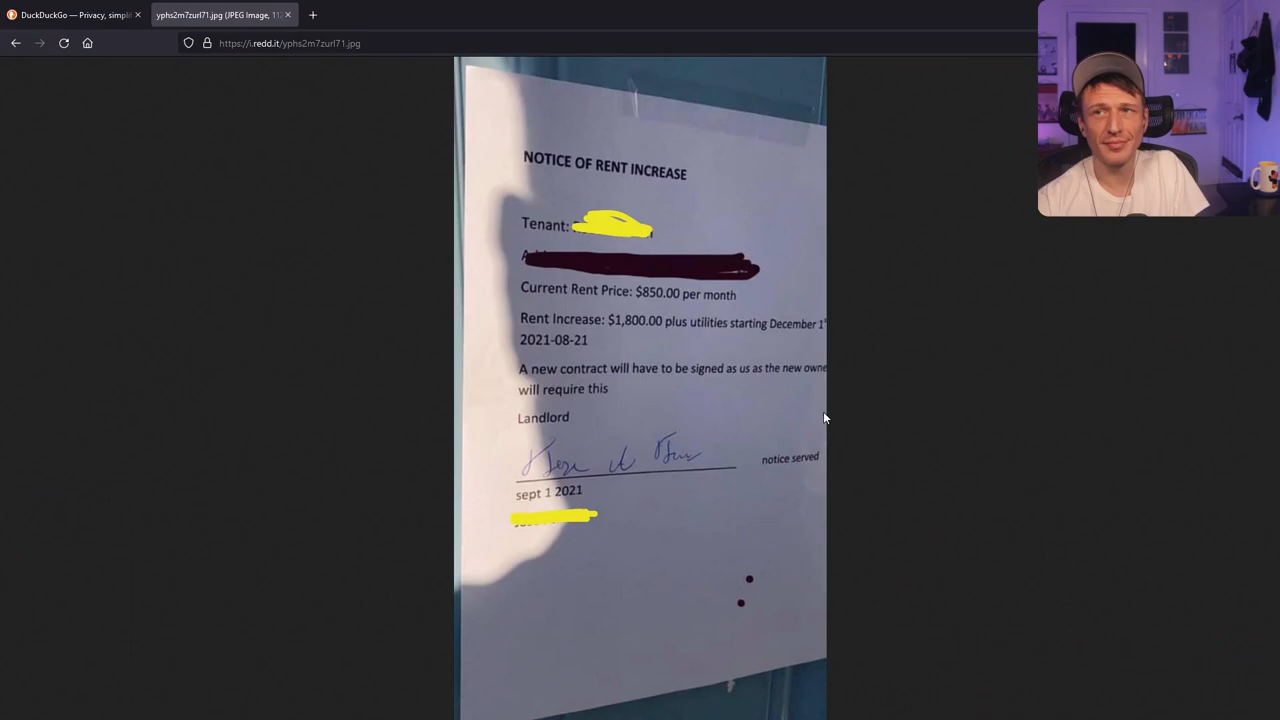 DuckDuckGo — Privacy, simpli
yphs2m7zurl71.jpg (JPEG Image, 112
https://i.redd.it/yphs2m7zurl71.jpg
NOTICE OF RENT INCREASE
Tenant:
Current Rent Price: $850.00 per month
Rent Increase: $1,800.00 plus utilities starting December 1st
2021-08-21
A new contract will have to be signed as us as the new owne
will require this
Landlord
notice served
sept 1 2021